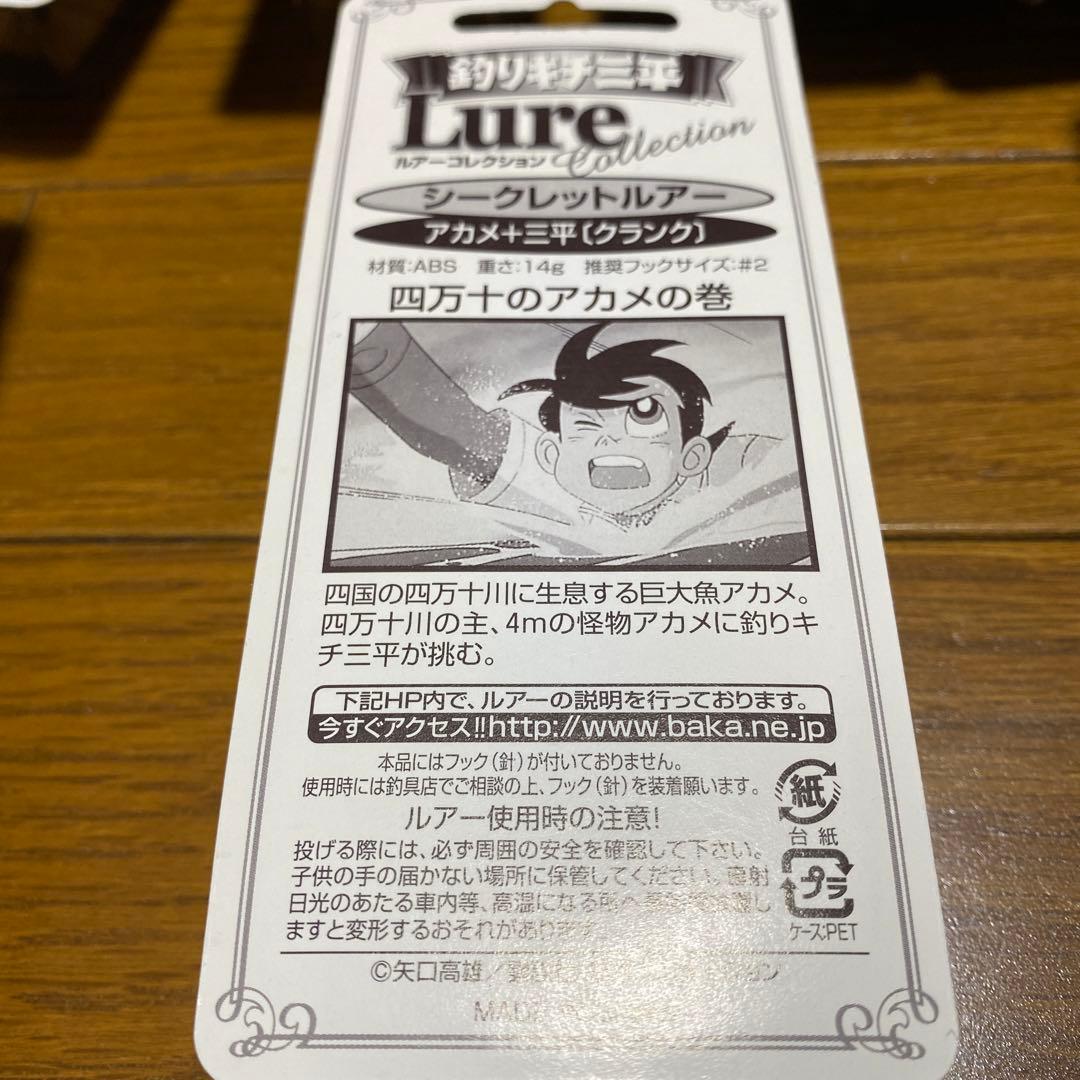 釣りキチ三平
Lure Collection
ルアーコレクション
シークレットルアー
アカメ+三平〔クランク〕
材質:ABS 重さ:14g 推奨フックサイズ:#2
四万十のアカメの巻
四国の四万十川に生息する巨大魚アカメ。
四万十川の主、4mの怪物アカメに釣りキ
チ三平が挑む。
下記HP内で、ルアーの説明を行っております。
今すぐアクセス!!http://www.baka.ne.jp
本品にはフック(針)が付いておりません。
使用時には釣具店でご相談の上、フック(針)を装着願います。
紙
台紙
ルアー使用時の注意!
投げる際には、必ず周囲の安全を確認して下さい。
子供の手の届かない場所に保管してください。直射
日光のあたる車内等、高温になる所へ
ますと変形するおそれがあります
プラ
ケース:PET
©矢口高雄/
MADE